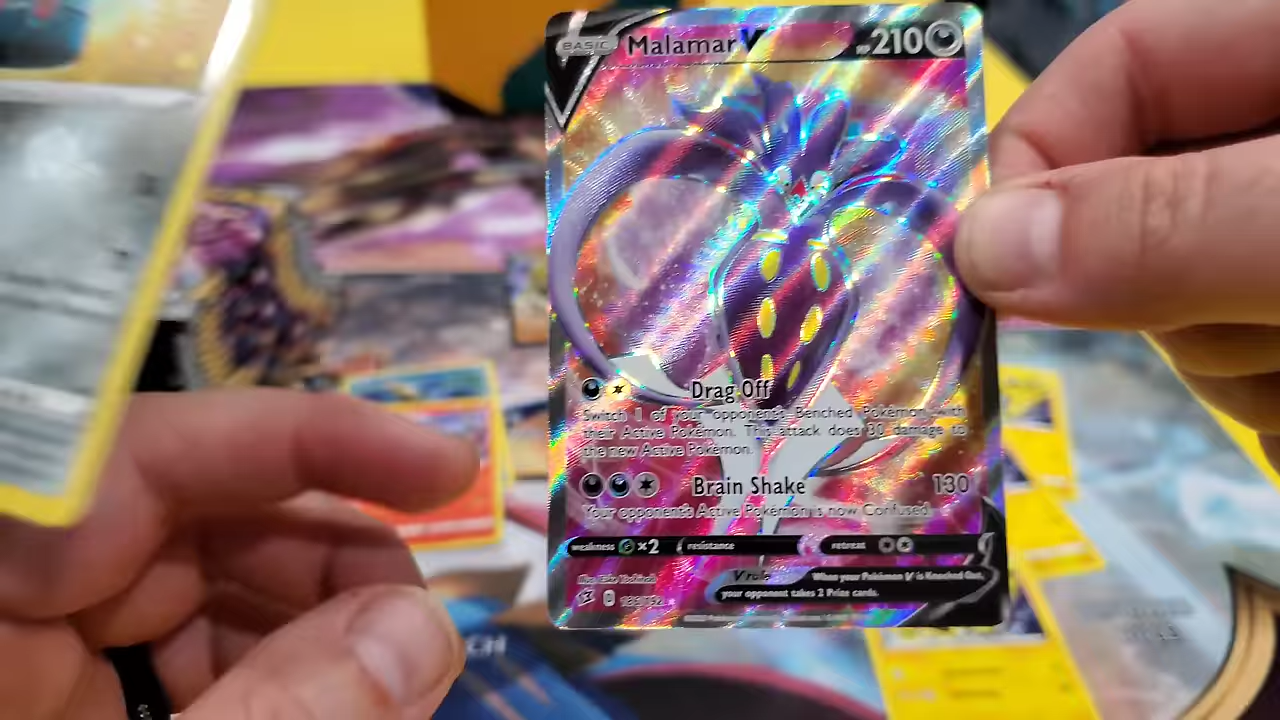 BASIC Malamar V HP 210
Drag Off
Switch 1 of your opponent's Benched Pokémon with
their Active Pokémon. This attack does 30 damage to
the new Active Pokémon.
Brain Shake 130
Your opponent's Active Pokémon is now Confused.
weakness x2 resistance retreat
V rule When your Pokémon V is Knocked Out,
your opponent takes 2 Prize cards.